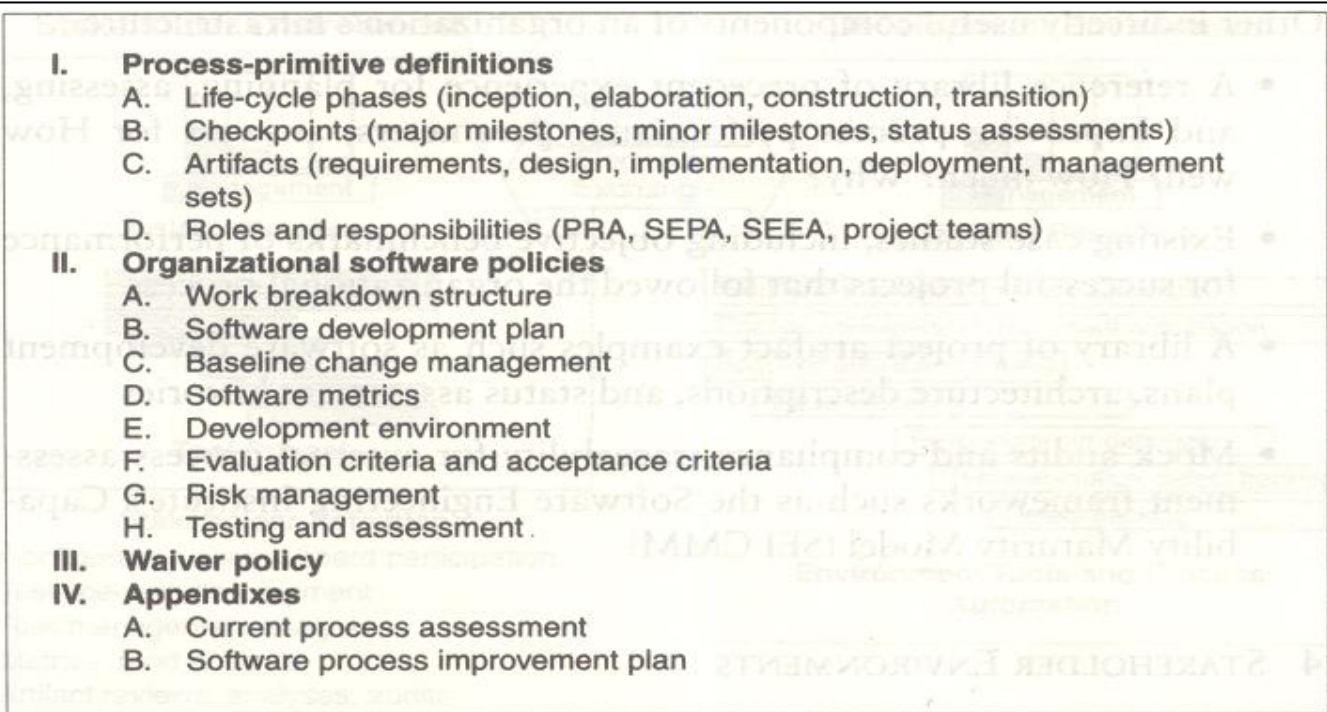 I. Process-primitive definitions
A. Life-cycle phases (inception, elaboration, construction, transition)
B. Checkpoints (major milestones, minor milestones, status assessments)
C. Artifacts (requirements, design, implementation, deployment, management
sets)
D. Roles and responsibilities (PRA, SEPA, SEEA, project teams)
II. Organizational software policies
A. Work breakdown structure
B. Software development plan
C. Baseline change management
D. Software metrics
E. Development environment
F. Evaluation criteria and acceptance criteria
G. Risk management
H. Testing and assessment
III. Waiver policy
IV. Appendixes
A. Current process assessment
B. Software process improvement plan